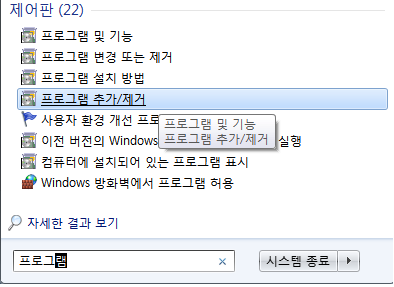 제어판 (22)
프로그램 및 기능
프로그램 변경 또는 제거
프로그램 설치 방법
프로그램 추가/제거
사용자 환경 개선 프로
프로그램 및 기능
프로그램 추가/제거
이전 버전의 Windows 실행
컴퓨터에 설치되어 있는 프로그램 표시
Windows 방화벽에서 프로그램 허용
자세한 결과 보기
프로그램
시스템 종료